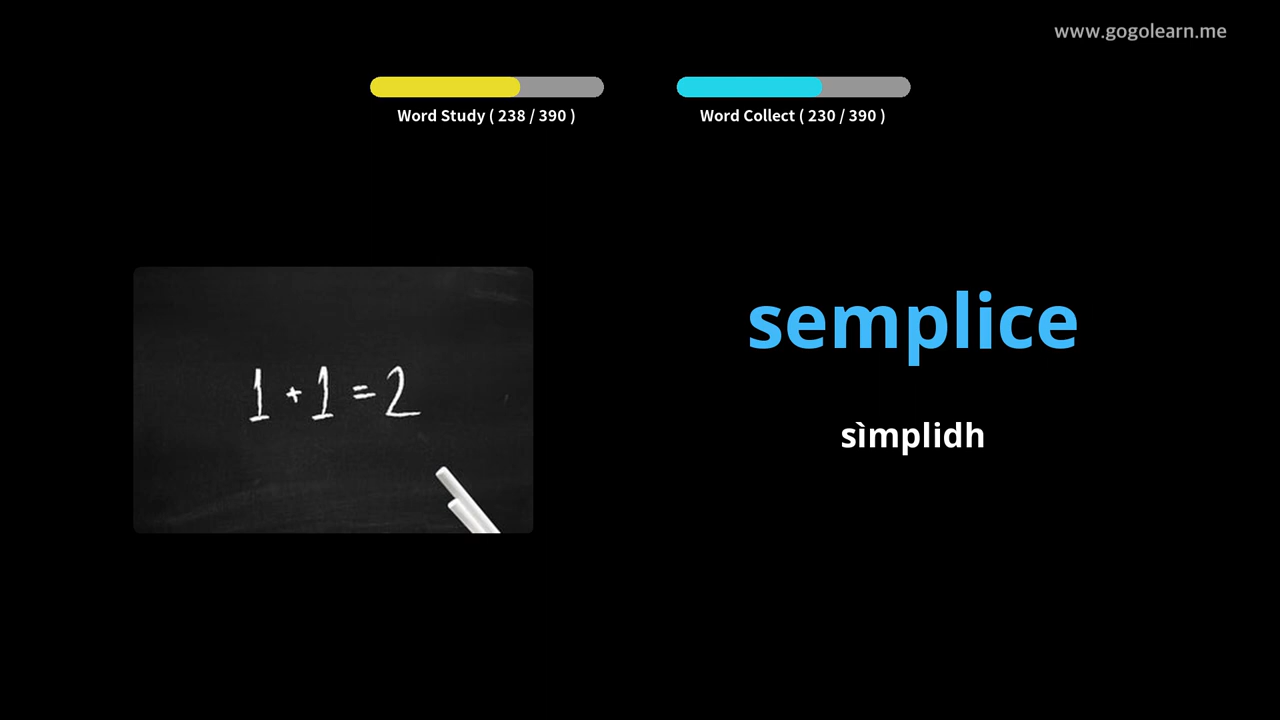 www.gogolearn.me
Word Study ( 238 / 390 )
Word Collect ( 230 / 390 )
semplice
1 + 1 = 2
sìmplidh